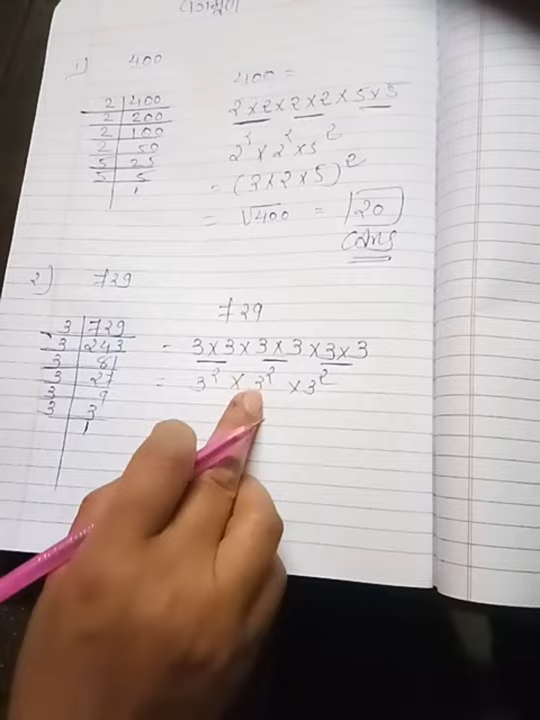 1) 400
2 | 400
2 | 200
2 | 100
2 | 50
5 | 25
5 | 5
1
400 =
2 × 2 × 2 × 2 × 5 × 5
2² × 2² × 5²
= (2 × 2 × 5)²
= √400 = 20
Ans
2) 729
3 | 729
3 | 243
3 | 81
3 | 27
3 | 9
3 | 3
1
729
= 3 × 3 × 3 × 3 × 3 × 3
= 3² × 3² × 3²